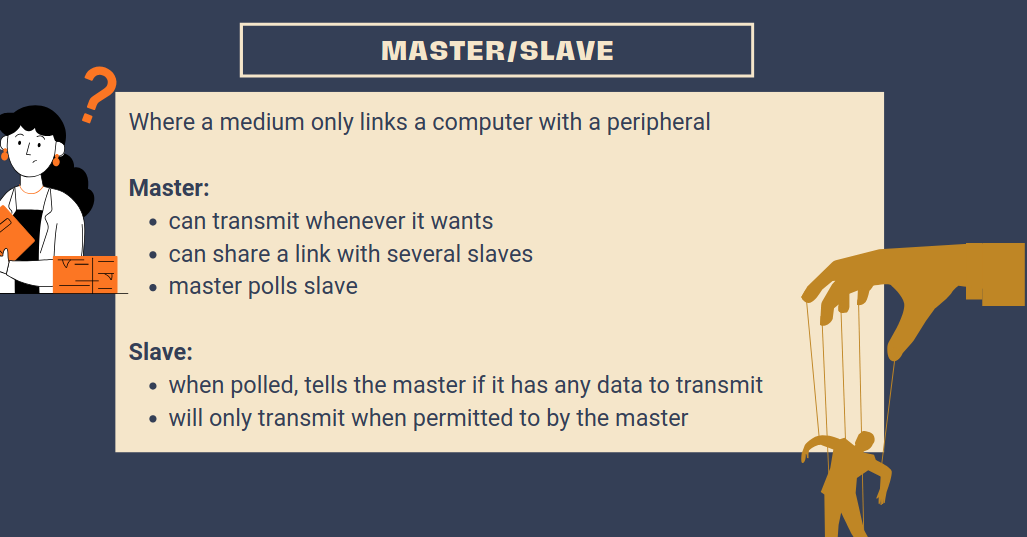 MASTER/SLAVE
?
Where a medium only links a computer with a peripheral
Master:
• can transmit whenever it wants
• can share a link with several slaves
• master polls slave
Slave:
• when polled, tells the master if it has any data to transmit
• will only transmit when permitted to by the master